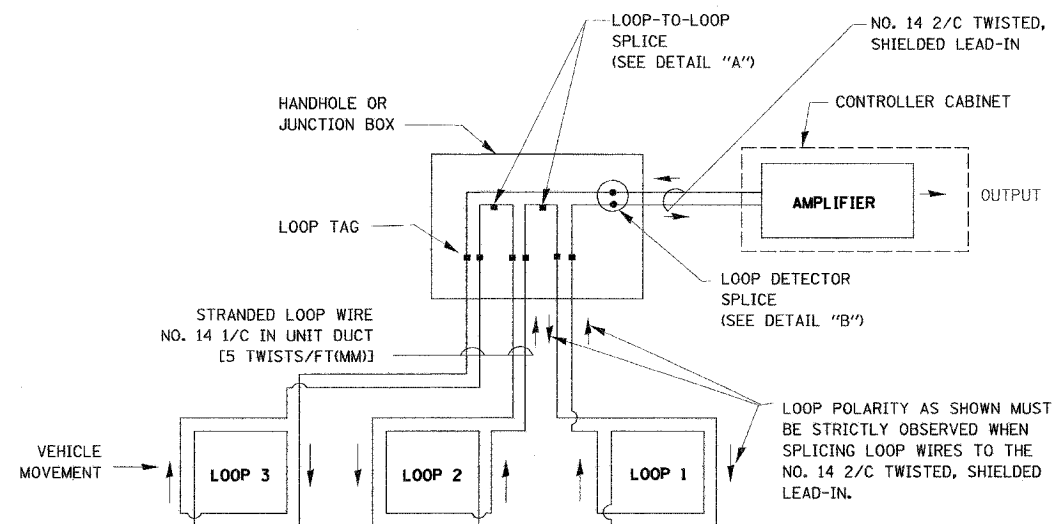 LOOP-TO-LOOP
SPLICE
(SEE DETAIL "A")
NO. 14 2/C TWISTED,
SHIELDED LEAD-IN
HANDHOLE OR
JUNCTION BOX
CONTROLLER CABINET
AMPLIFIER
OUTPUT
LOOP TAG
LOOP DETECTOR
SPLICE
(SEE DETAIL "B")
STRANDED LOOP WIRE
NO. 14 1/C IN UNIT DUCT
[5 TWISTS/FT(MM)]
LOOP POLARITY AS SHOWN MUST
BE STRICTLY OBSERVED WHEN
SPLICING LOOP WIRES TO THE
NO. 14 2/C TWISTED, SHIELDED
LEAD-IN.
VEHICLE
MOVEMENT
LOOP 3
LOOP 2
LOOP 1